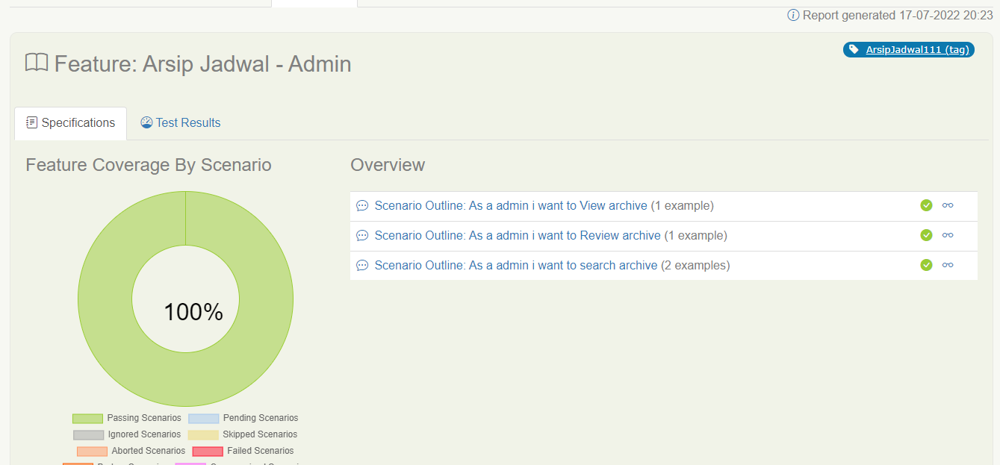 Report generated 17-07-2022 20:23
ArsipJadwal111 (tag)
Feature: Arsip Jadwal - Admin
Specifications Test Results
Feature Coverage By Scenario
Overview
Scenario Outline: As a admin i want to View archive (1 example)
Scenario Outline: As a admin i want to Review archive (1 example)
Scenario Outline: As a admin i want to search archive (2 examples)
100%
Passing Scenarios Pending Scenarios
Ignored Scenarios Skipped Scenarios
Aborted Scenarios Failed Scenarios